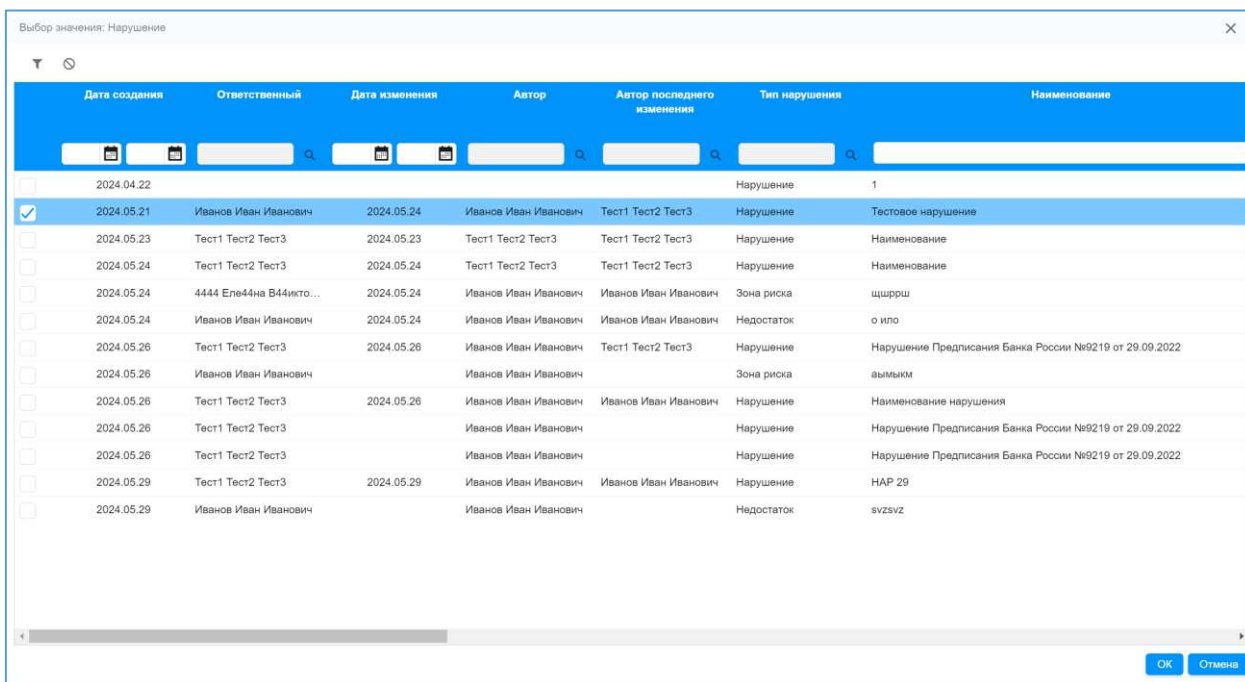 Выбор значения: Нарушение
Дата создания Ответственный Дата изменения Автор Автор последнего изменения Тип нарушения Наименование
2024.04.22 Нарушение 1
2024.05.21 Иванов Иван Иванович 2024.05.24 Иванов Иван Иванович Тест1 Тест2 Тест3 Нарушение Тестовое нарушение
2024.05.23 Тест1 Тест2 Тест3 2024.05.23 Тест1 Тест2 Тест3 Тест1 Тест2 Тест3 Нарушение Наименование
2024.05.24 Тест1 Тест2 Тест3 2024.05.24 Тест1 Тест2 Тест3 Тест1 Тест2 Тест3 Нарушение Наименование
2024.05.24 4444 Еле44на В44икто... 2024.05.24 Иванов Иван Иванович Иванов Иван Иванович Зона риска щшррш
2024.05.24 Иванов Иван Иванович 2024.05.24 Иванов Иван Иванович Иванов Иван Иванович Недостаток о ило
2024.05.26 Тест1 Тест2 Тест3 2024.05.26 Иванов Иван Иванович Тест1 Тест2 Тест3 Нарушение Нарушение Предписания Банка России №9219 от 29.09.2022
2024.05.26 Иванов Иван Иванович Иванов Иван Иванович Зона риска аымыкм
2024.05.26 Тест1 Тест2 Тест3 2024.05.26 Иванов Иван Иванович Иванов Иван Иванович Нарушение Наименование нарушения
2024.05.26 Тест1 Тест2 Тест3 Иванов Иван Иванович Нарушение Нарушение Предписания Банка России №9219 от 29.09.2022
2024.05.26 Тест1 Тест2 Тест3 Иванов Иван Иванович Нарушение Нарушение Предписания Банка России №9219 от 29.09.2022
2024.05.29 Тест1 Тест2 Тест3 2024.05.29 Иванов Иван Иванович Иванов Иван Иванович Нарушение НАР 29
2024.05.29 Иванов Иван Иванович Иванов Иван Иванович Недостаток svzsvz
ОК Отмена